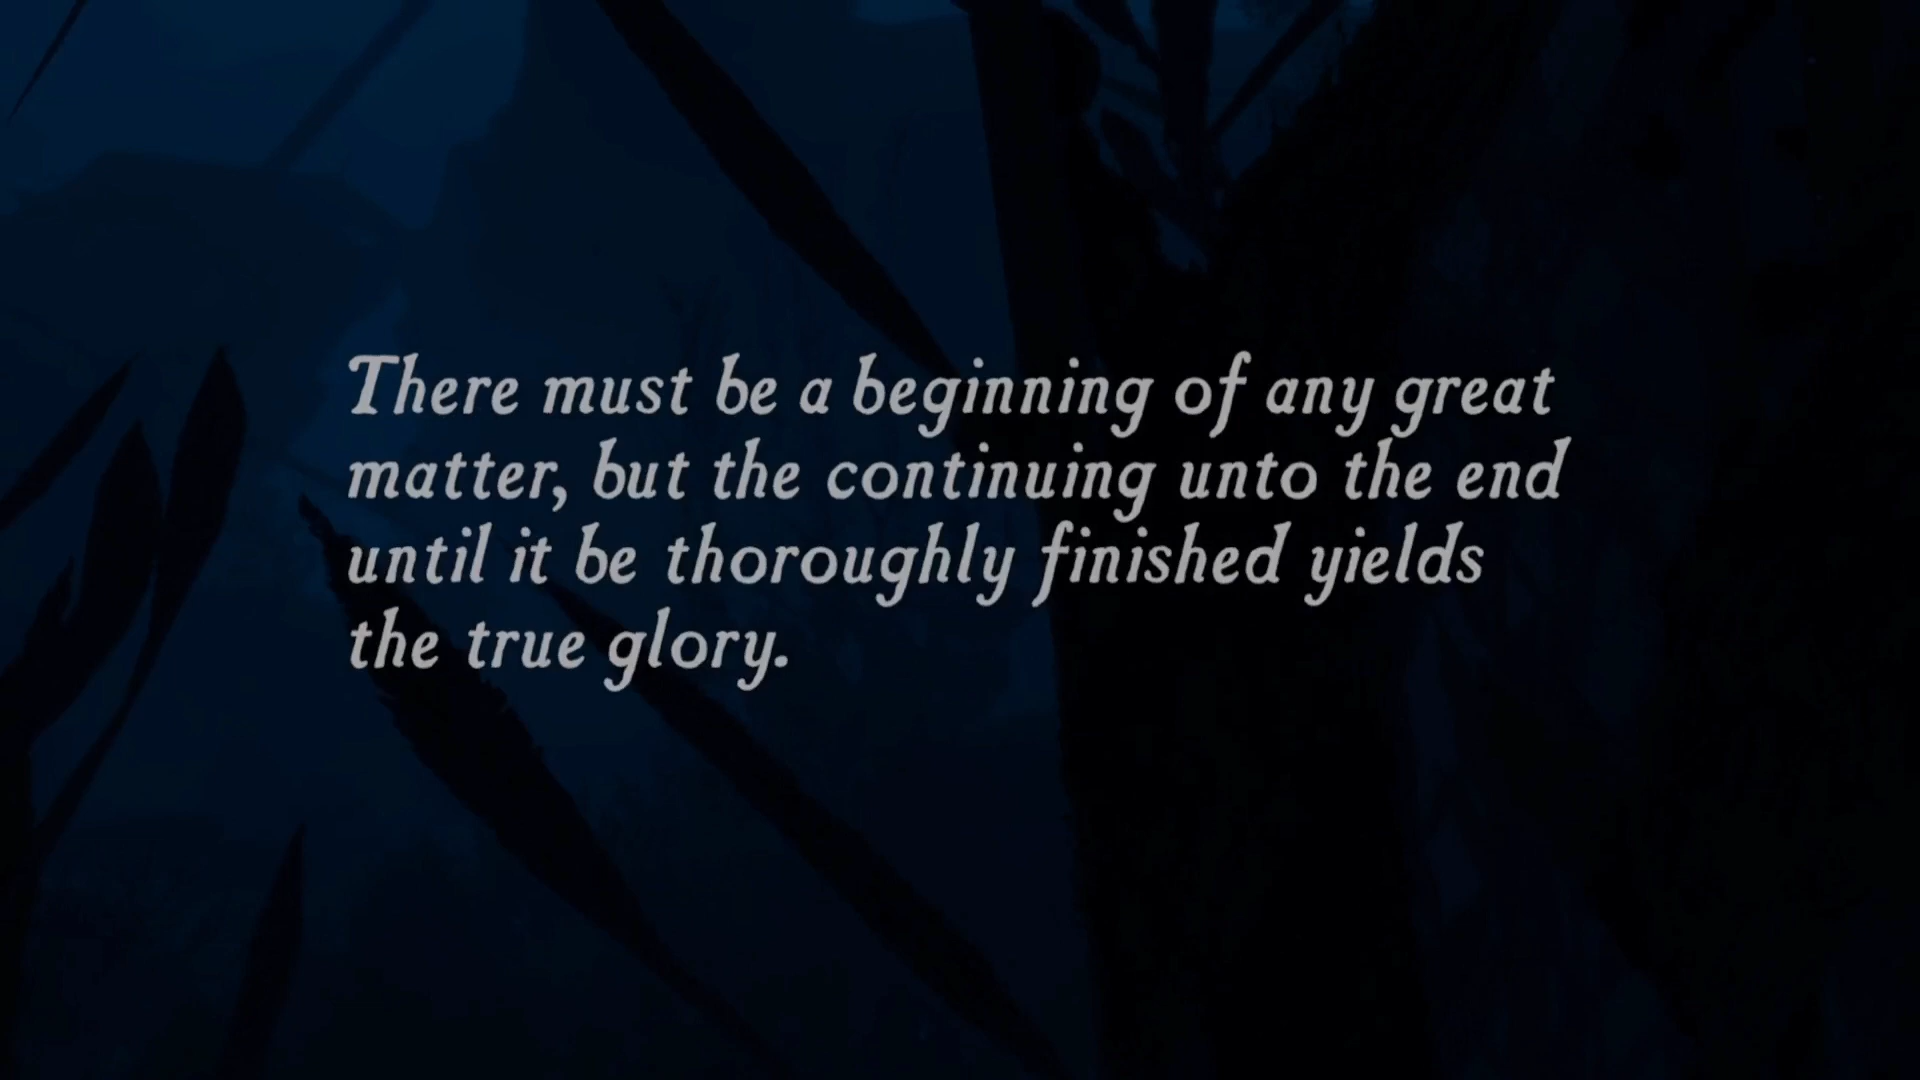 There must be a beginning of any great
matter, but the continuing unto the end
until it be thoroughly finished yields
the true glory.